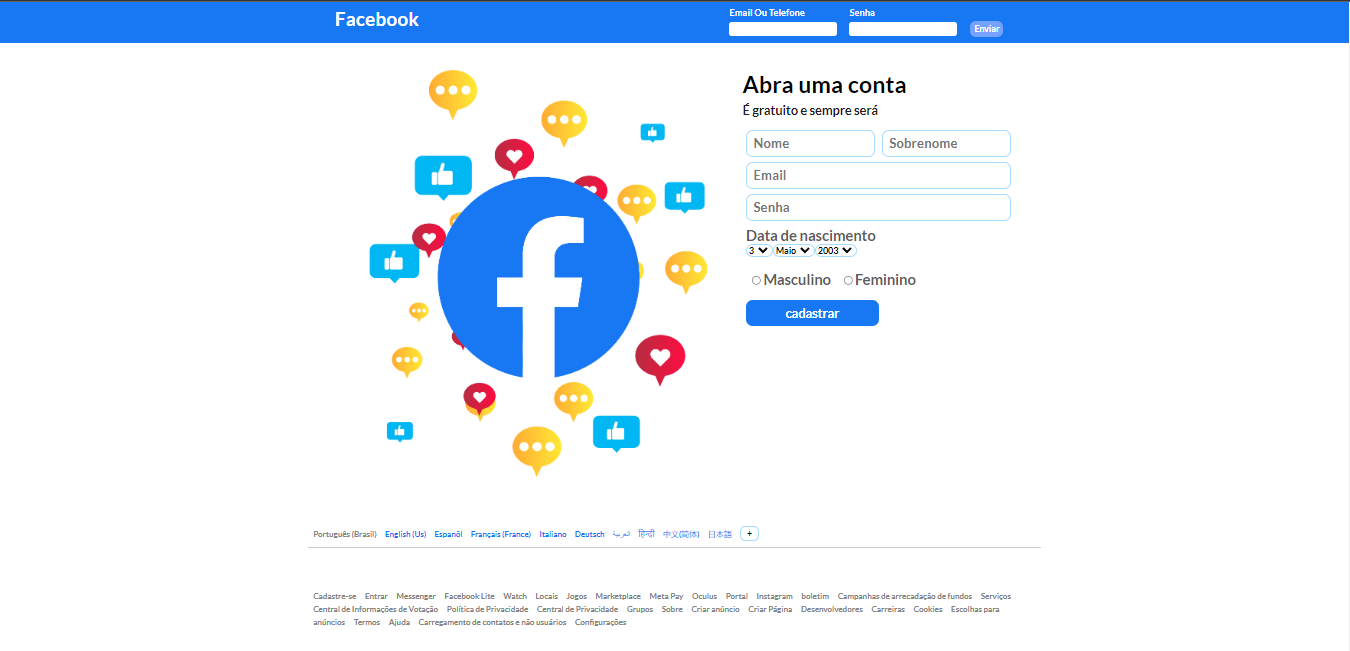 Facebook
Email Ou Telefone Senha
Enviar
Abra uma conta
É gratuito e sempre será
Nome Sobrenome
Email
Senha
Data de nascimento
3 Maio 2003
Masculino Feminino
cadastrar
Português (Brasil) English (Us) Espanõl Français (France) Italiano Deutsch العربية हिन्दी 中文(简体) 日本語 +
Cadastre-se Entrar Messenger Facebook Lite Watch Locais Jogos Marketplace Meta Pay Oculus Portal Instagram boletim Campanhas de arrecadação de fundos Serviços
Central de Informações de Votação Política de Privacidade Central de Privacidade Grupos Sobre Criar anúncio Criar Página Desenvolvedores Carreiras Cookies Escolhas para
anúncios Termos Ajuda Carregamento de contatos e não usuários Configurações